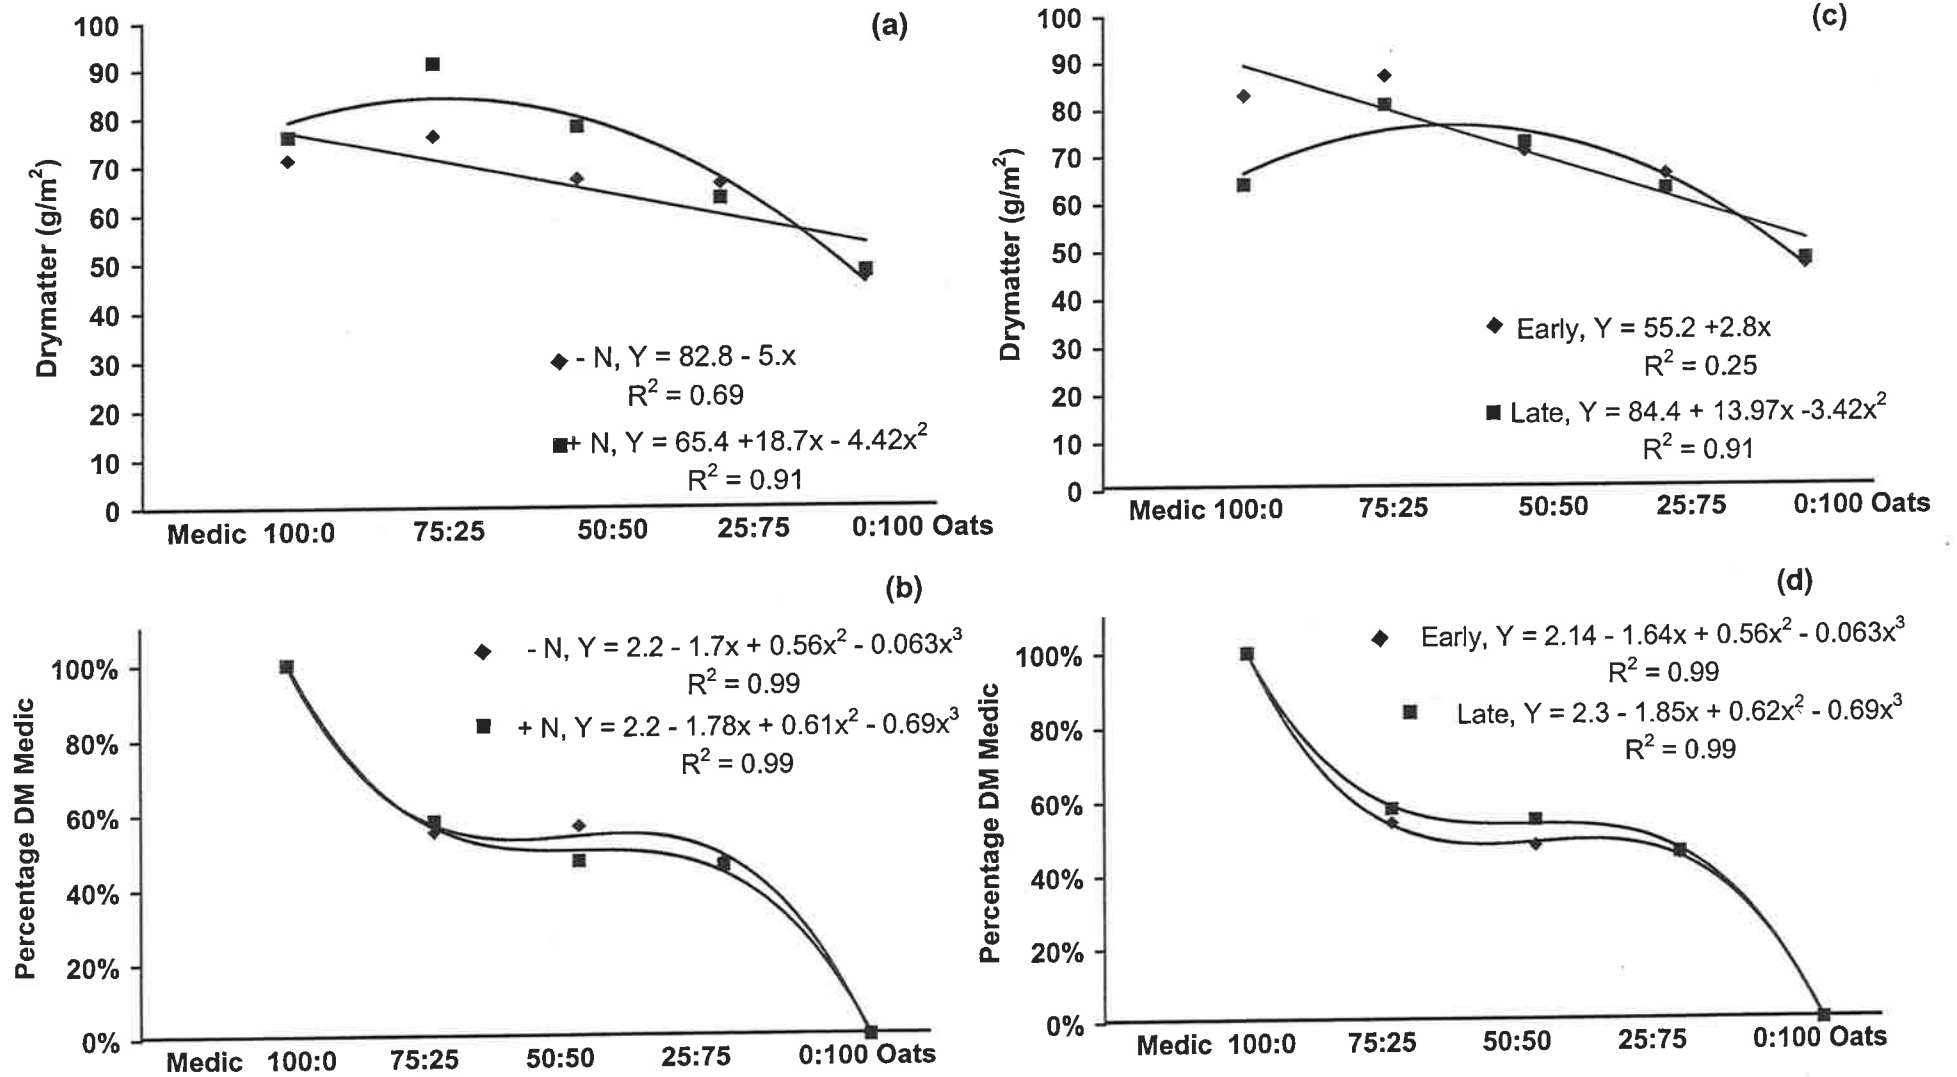 (a)
100
90
80
70
60
50
40
30
20
10
0
Drymatter (g/m²)
- N, Y = 82.8 - 5.x
R² = 0.69
+ N, Y = 65.4 +18.7x - 4.42x²
R² = 0.91
Medic 100:0 75:25 50:50 25:75 0:100 Oats
(c)
100
90
80
70
60
50
40
30
20
10
0
Drymatter (g/m²)
Early, Y = 55.2 +2.8x
R² = 0.25
Late, Y = 84.4 + 13.97x -3.42x²
R² = 0.91
Medic 100:0 75:25 50:50 25:75 0:100 Oats
(b)
100%
80%
60%
40%
20%
0%
Percentage DM Medic
- N, Y = 2.2 - 1.7x + 0.56x² - 0.063x³
R² = 0.99
+ N, Y = 2.2 - 1.78x + 0.61x² - 0.69x³
R² = 0.99
Medic 100:0 75:25 50:50 25:75 0:100 Oats
(d)
100%
80%
60%
40%
20%
0%
Percentage DM Medic
Early, Y = 2.14 - 1.64x + 0.56x² - 0.063x³
R² = 0.99
Late, Y = 2.3 - 1.85x + 0.62x² - 0.69x³
R² = 0.99
Medic 100:0 75:25 50:50 25:75 0:100 Oats